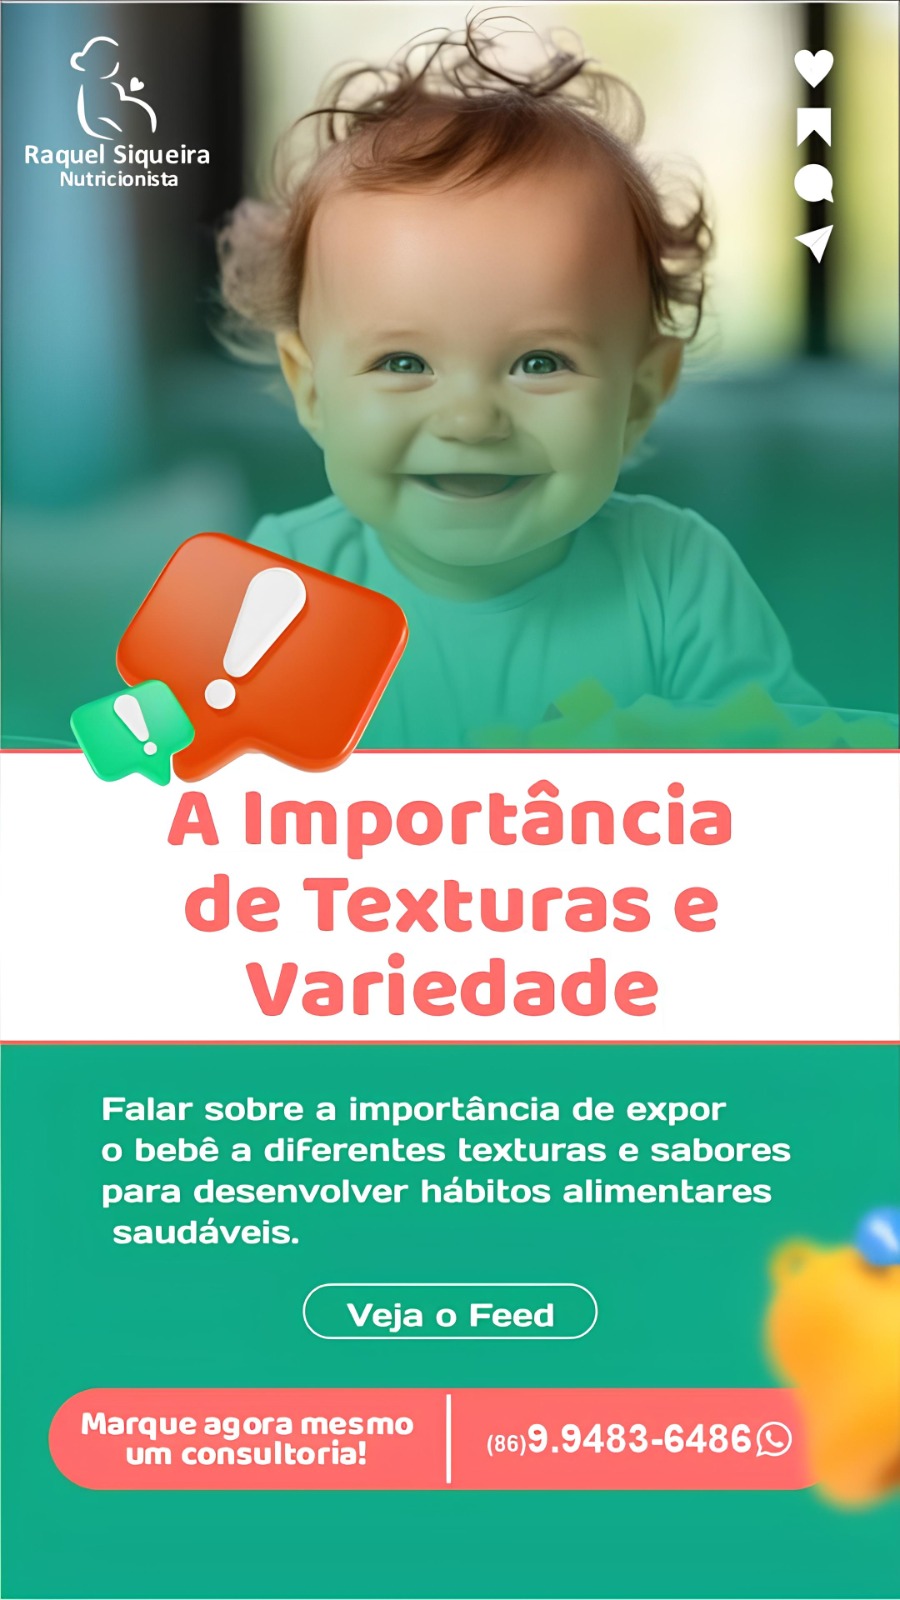 Raquel Siqueira
Nutricionista
A Importância
de Texturas e
Variedade
Falar sobre a importância de expor
o bebê a diferentes texturas e sabores
para desenvolver hábitos alimentares
saudáveis.
Veja o Feed
Marque agora mesmo
um consultoria!
(86)9.9483-6486